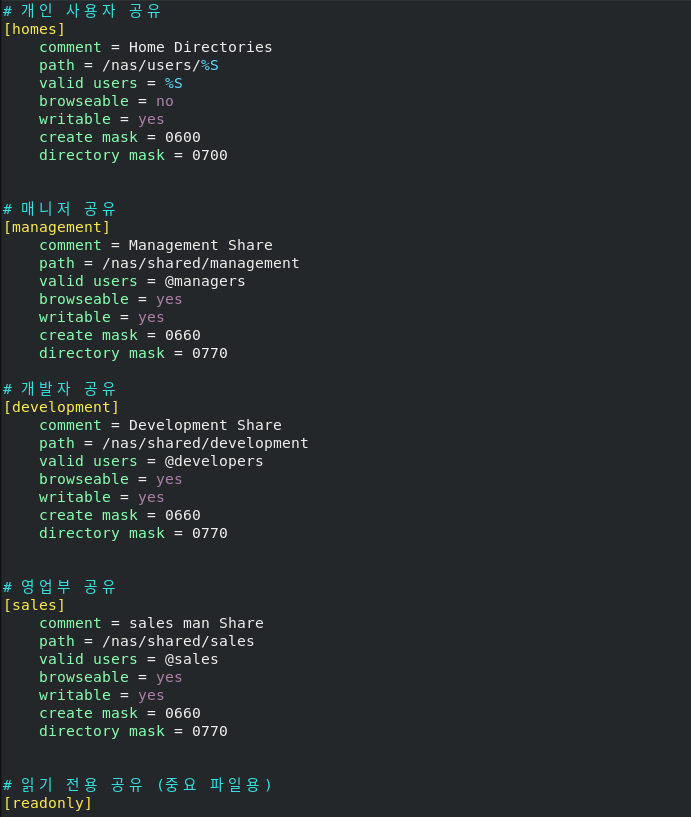 # 개인 사용자 공유
[homes]
    comment = Home Directories
    path = /nas/users/%S
    valid users = %S
    browseable = no
    writable = yes
    create mask = 0600
    directory mask = 0700
# 매니저 공유
[management]
    comment = Management Share
    path = /nas/shared/management
    valid users = @managers
    browseable = yes
    writable = yes
    create mask = 0660
    directory mask = 0770
# 개발자 공유
[development]
    comment = Development Share
    path = /nas/shared/development
    valid users = @developers
    browseable = yes
    writable = yes
    create mask = 0660
    directory mask = 0770
# 영업부 공유
[sales]
    comment = sales man Share
    path = /nas/shared/sales
    valid users = @sales
    browseable = yes
    writable = yes
    create mask = 0660
    directory mask = 0770
# 읽기 전용 공유 (중요 파일용)
[readonly]